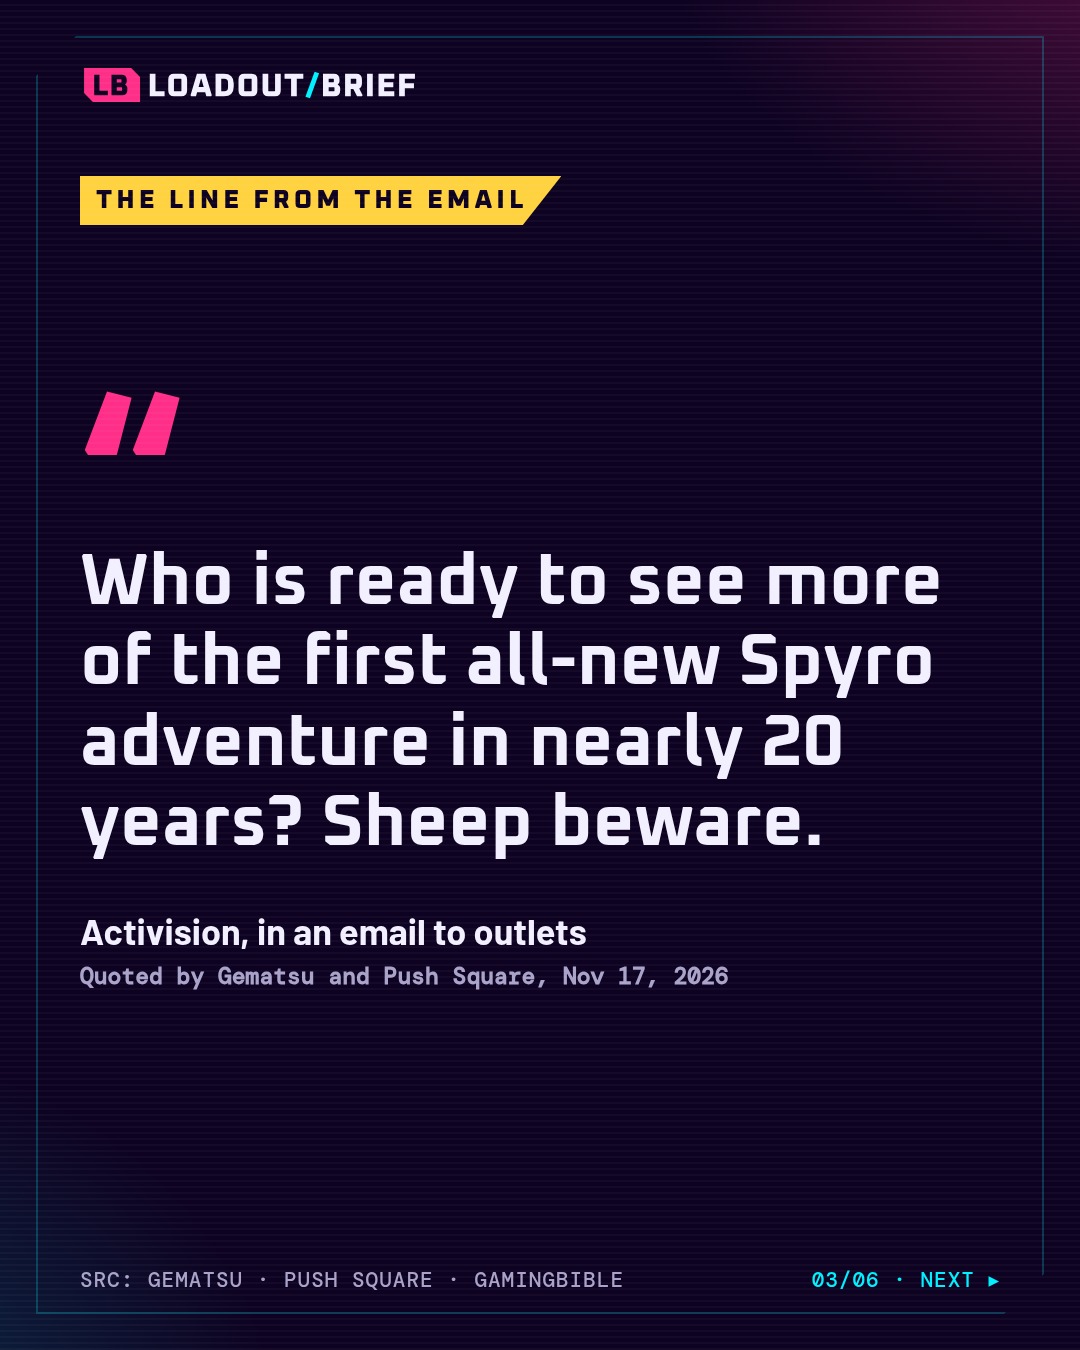 LB LOADOUT/BRIEF
THE LINE FROM THE EMAIL
"
Who is ready to see more
of the first all-new Spyro
adventure in nearly 20
years? Sheep beware.
Activision, in an email to outlets
Quoted by Gematsu and Push Square, Nov 17, 2026
SRC: GEMATSU · PUSH SQUARE · GAMINGBIBLE
03/06 · NEXT ▶